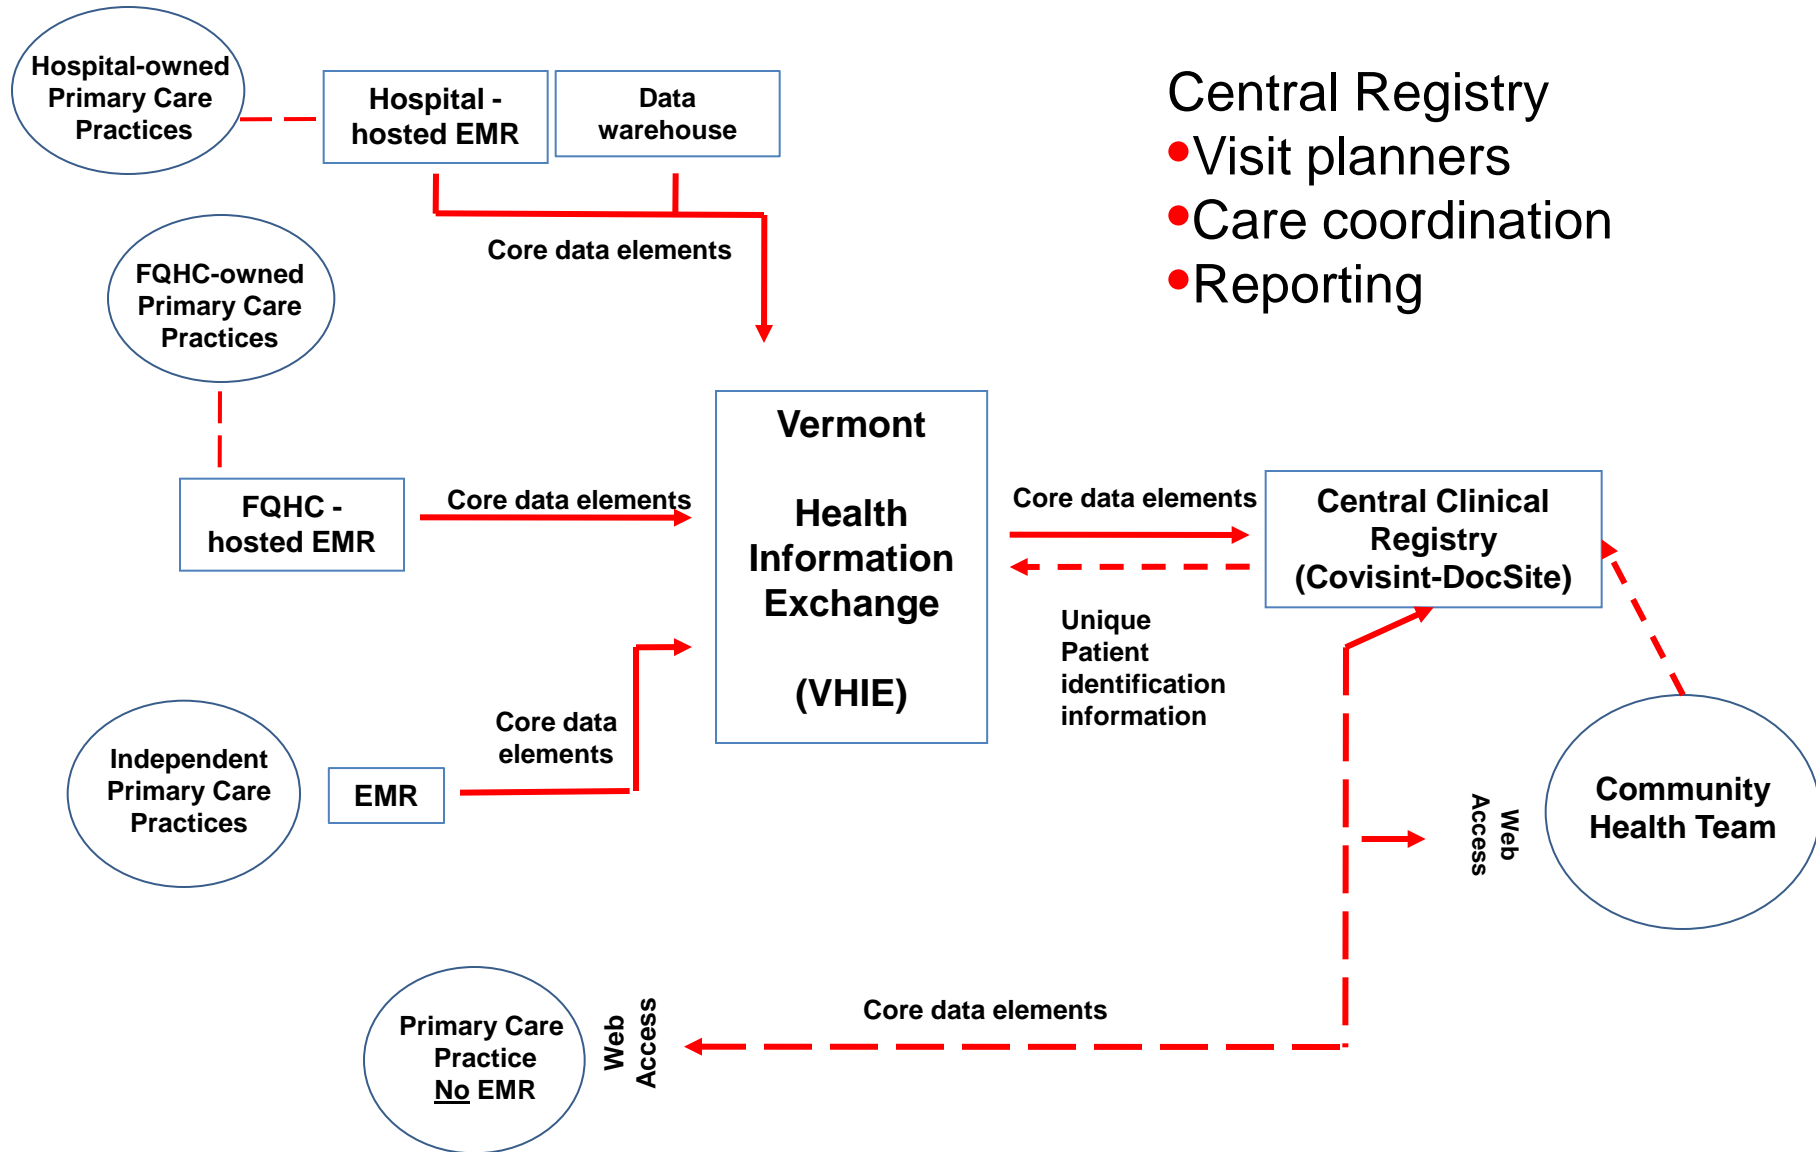 Hospital-owned
Primary Care
Practices
Hospital -
hosted EMR
Data
warehouse
Central Registry
•Visit planners
•Care coordination
•Reporting
Core data elements
FQHC-owned
Primary Care
Practices
FQHC -
hosted EMR
Core data elements
Vermont
Health
Information
Exchange
(VHIE)
Core data elements
Central Clinical
Registry
(Covisint-DocSite)
Unique
Patient
identification
information
Independent
Primary Care
Practices
EMR
Core data
elements
Web
Access
Community
Health Team
Primary Care
Practice
No EMR
Web
Access
Core data elements